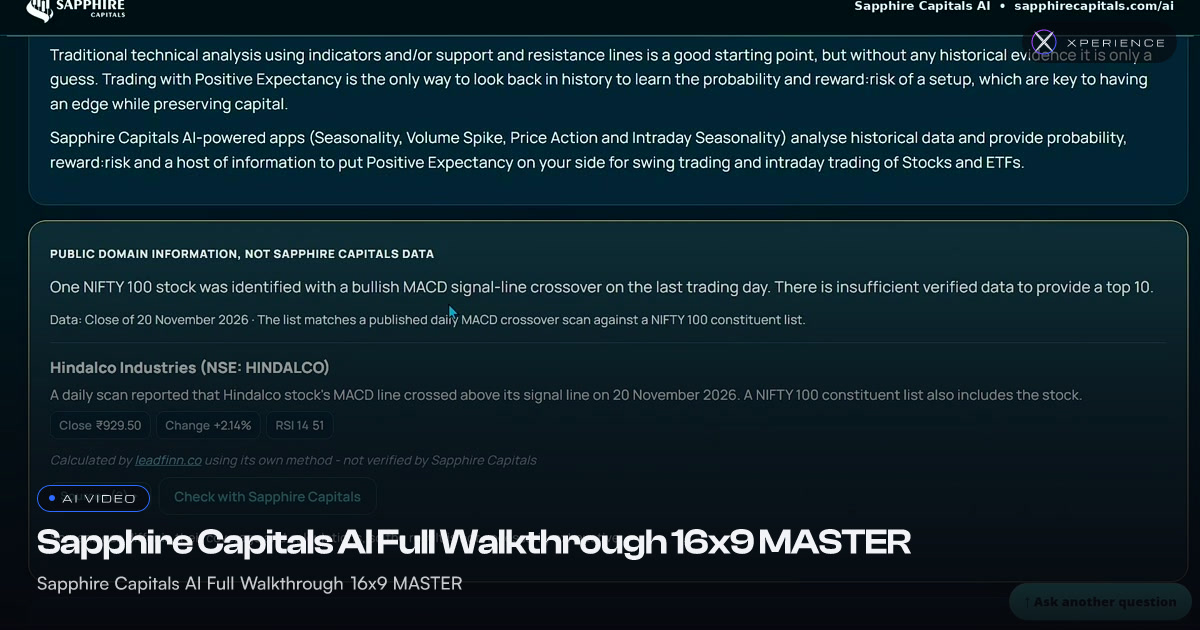 SAPPHIRE
CAPITALS
Sapphire Capitals AI • sapphirecapitals.com/ai
XPERIENCE
Traditional technical analysis using indicators and/or support and resistance lines is a good starting point, but without any historical evidence it is only a
guess. Trading with Positive Expectancy is the only way to look back in history to learn the probability and reward:risk of a setup, which are key to having
an edge while preserving capital.
Sapphire Capitals AI-powered apps (Seasonality, Volume Spike, Price Action and Intraday Seasonality) analyse historical data and provide probability,
reward:risk and a host of information to put Positive Expectancy on your side for swing trading and intraday trading of Stocks and ETFs.
PUBLIC DOMAIN INFORMATION, NOT SAPPHIRE CAPITALS DATA
One NIFTY 100 stock was identified with a bullish MACD signal-line crossover on the last trading day. There is insufficient verified data to provide a top 10.
Data: Close of 20 November 2026 · The list matches a published daily MACD crossover scan against a NIFTY 100 constituent list.
Hindalco Industries (NSE: HINDALCO)
A daily scan reported that Hindalco stock's MACD line crossed above its signal line on 20 November 2026. A NIFTY 100 constituent list also includes the stock.
Close ₹929.50 Change +2.14% RSI 14 51
Calculated by leadfinn.co using its own method - not verified by Sapphire Capitals
AI VIDEO
Check with Sapphire Capitals
Sapphire Capitals AI Full Walkthrough 16x9 MASTER
Sapphire Capitals AI Full Walkthrough 16x9 MASTER
↑ Ask another question